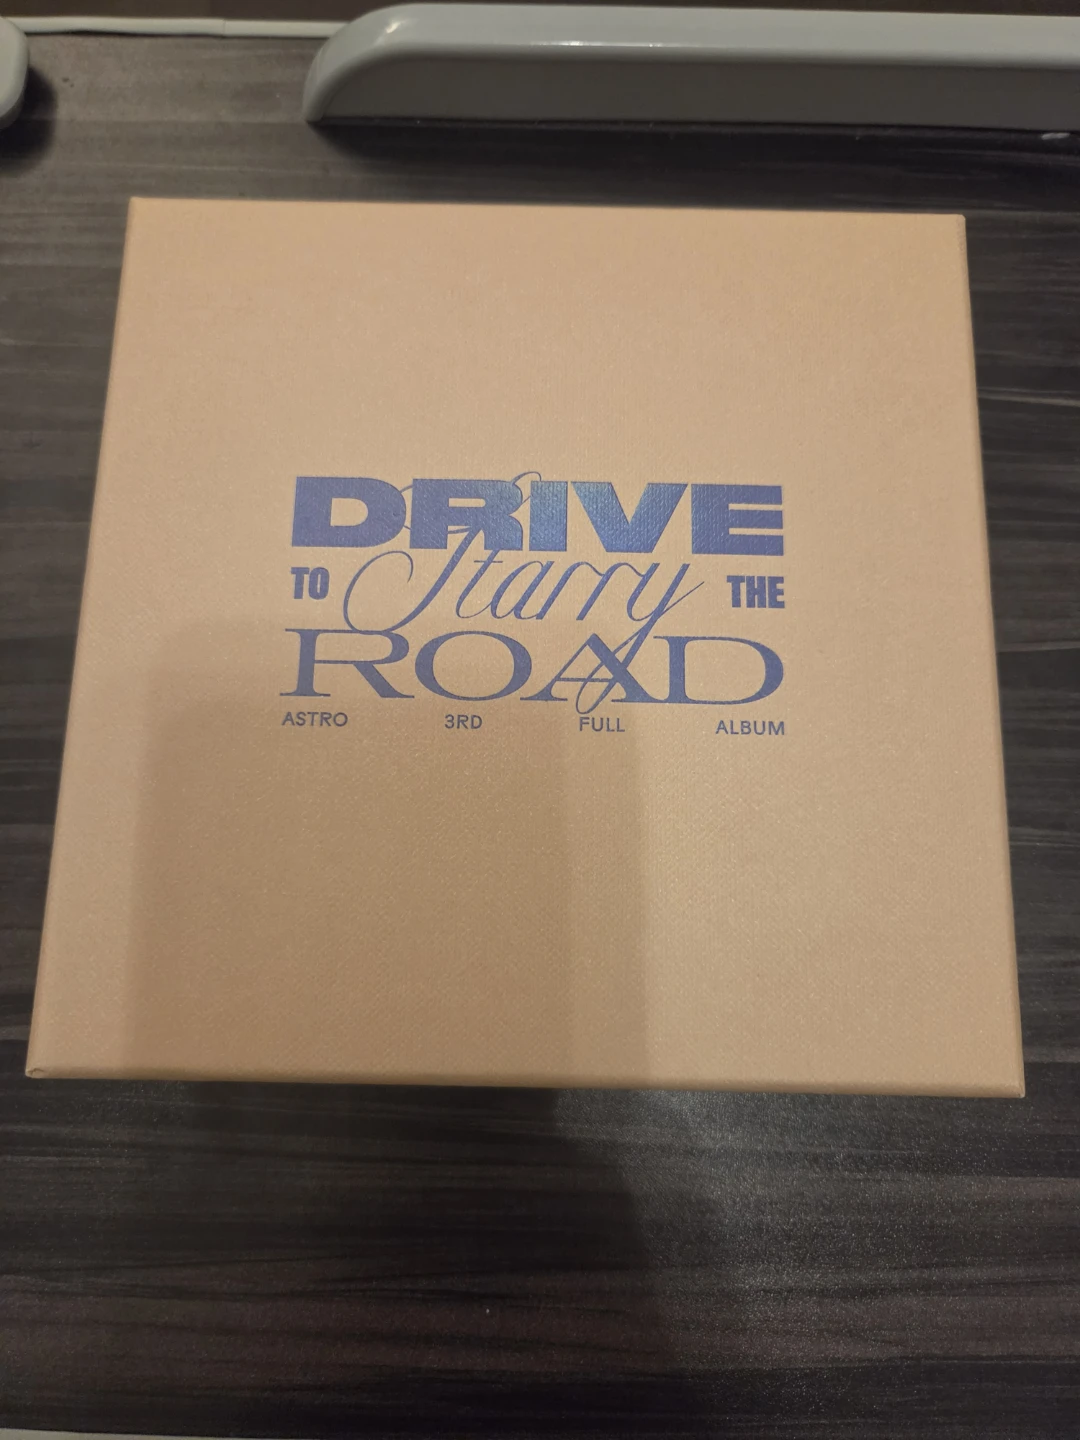 DRIVE
TO Starry THE
ROAD
ASTRO 3RD FULL ALBUM